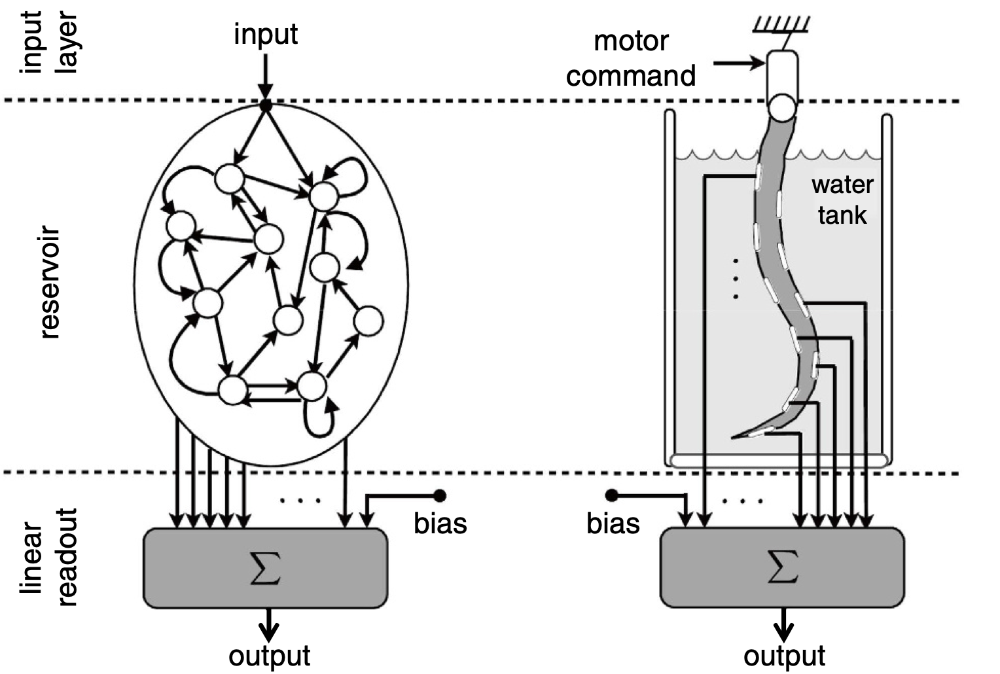 input
layer
input
motor
command
reservoir
water
tank
linear
readout
. . .
bias
bias
. . .
Σ
Σ
output
output